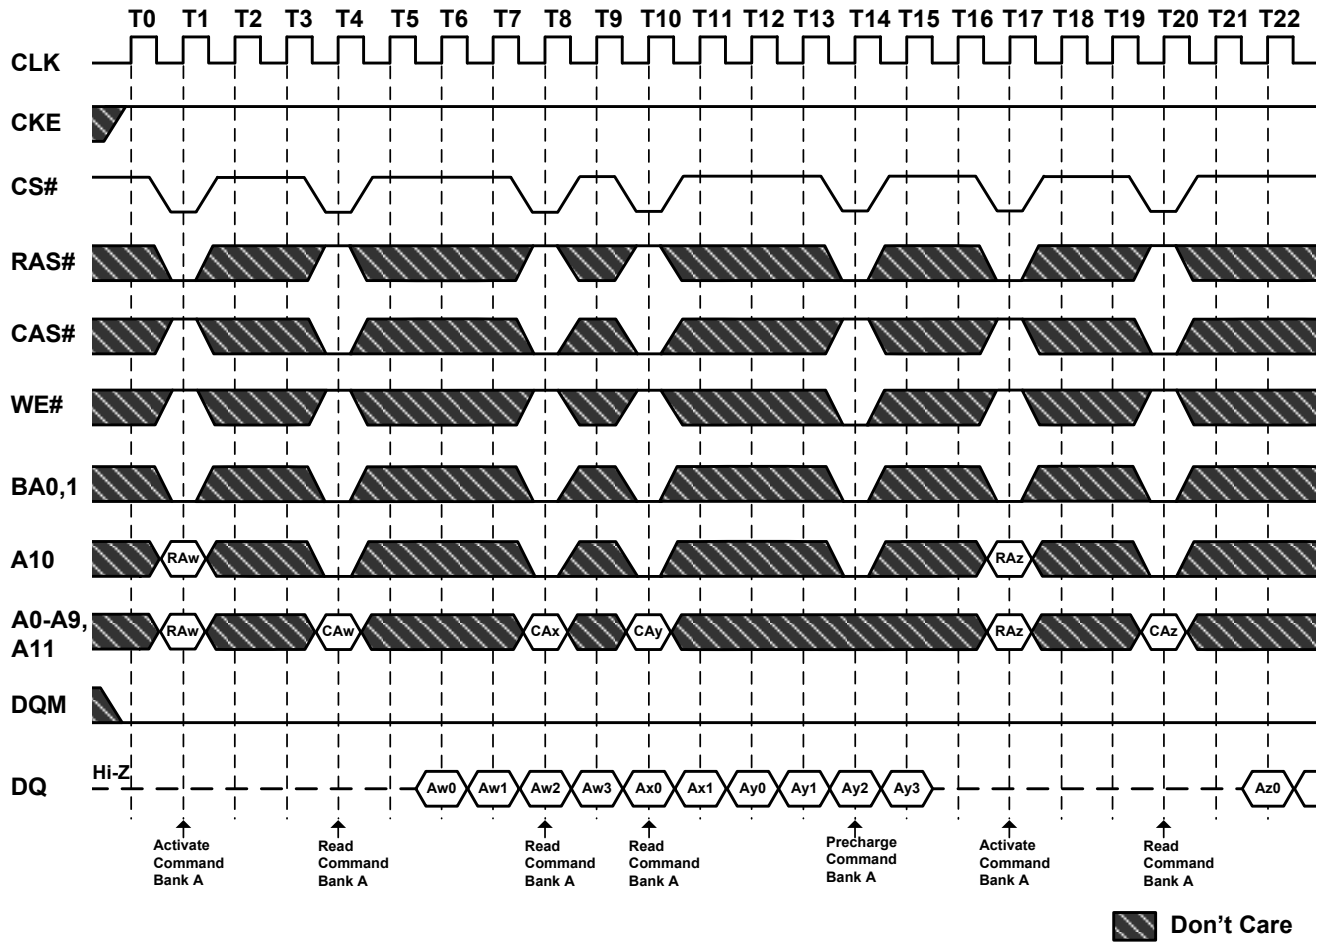 T0 T1 T2 T3 T4 T5 T6 T7 T8 T9 T10 T11 T12 T13 T14 T15 T16 T17 T18 T19 T20 T21 T22
CLK
CKE
CS#
RAS#
CAS#
WE#
BA0,1
A10 RAw RAz
A0-A9,
A11 RAw CAw CAx CAy RAz CAz
DQM
Hi-Z
DQ Aw0 Aw1 Aw2 Aw3 Ax0 Ax1 Ay0 Ay1 Ay2 Ay3 Az0
Activate
Command
Bank A
Read
Command
Bank A
Read
Command
Bank A
Read
Command
Bank A
Precharge
Command
Bank A
Activate
Command
Bank A
Read
Command
Bank A
Don't Care